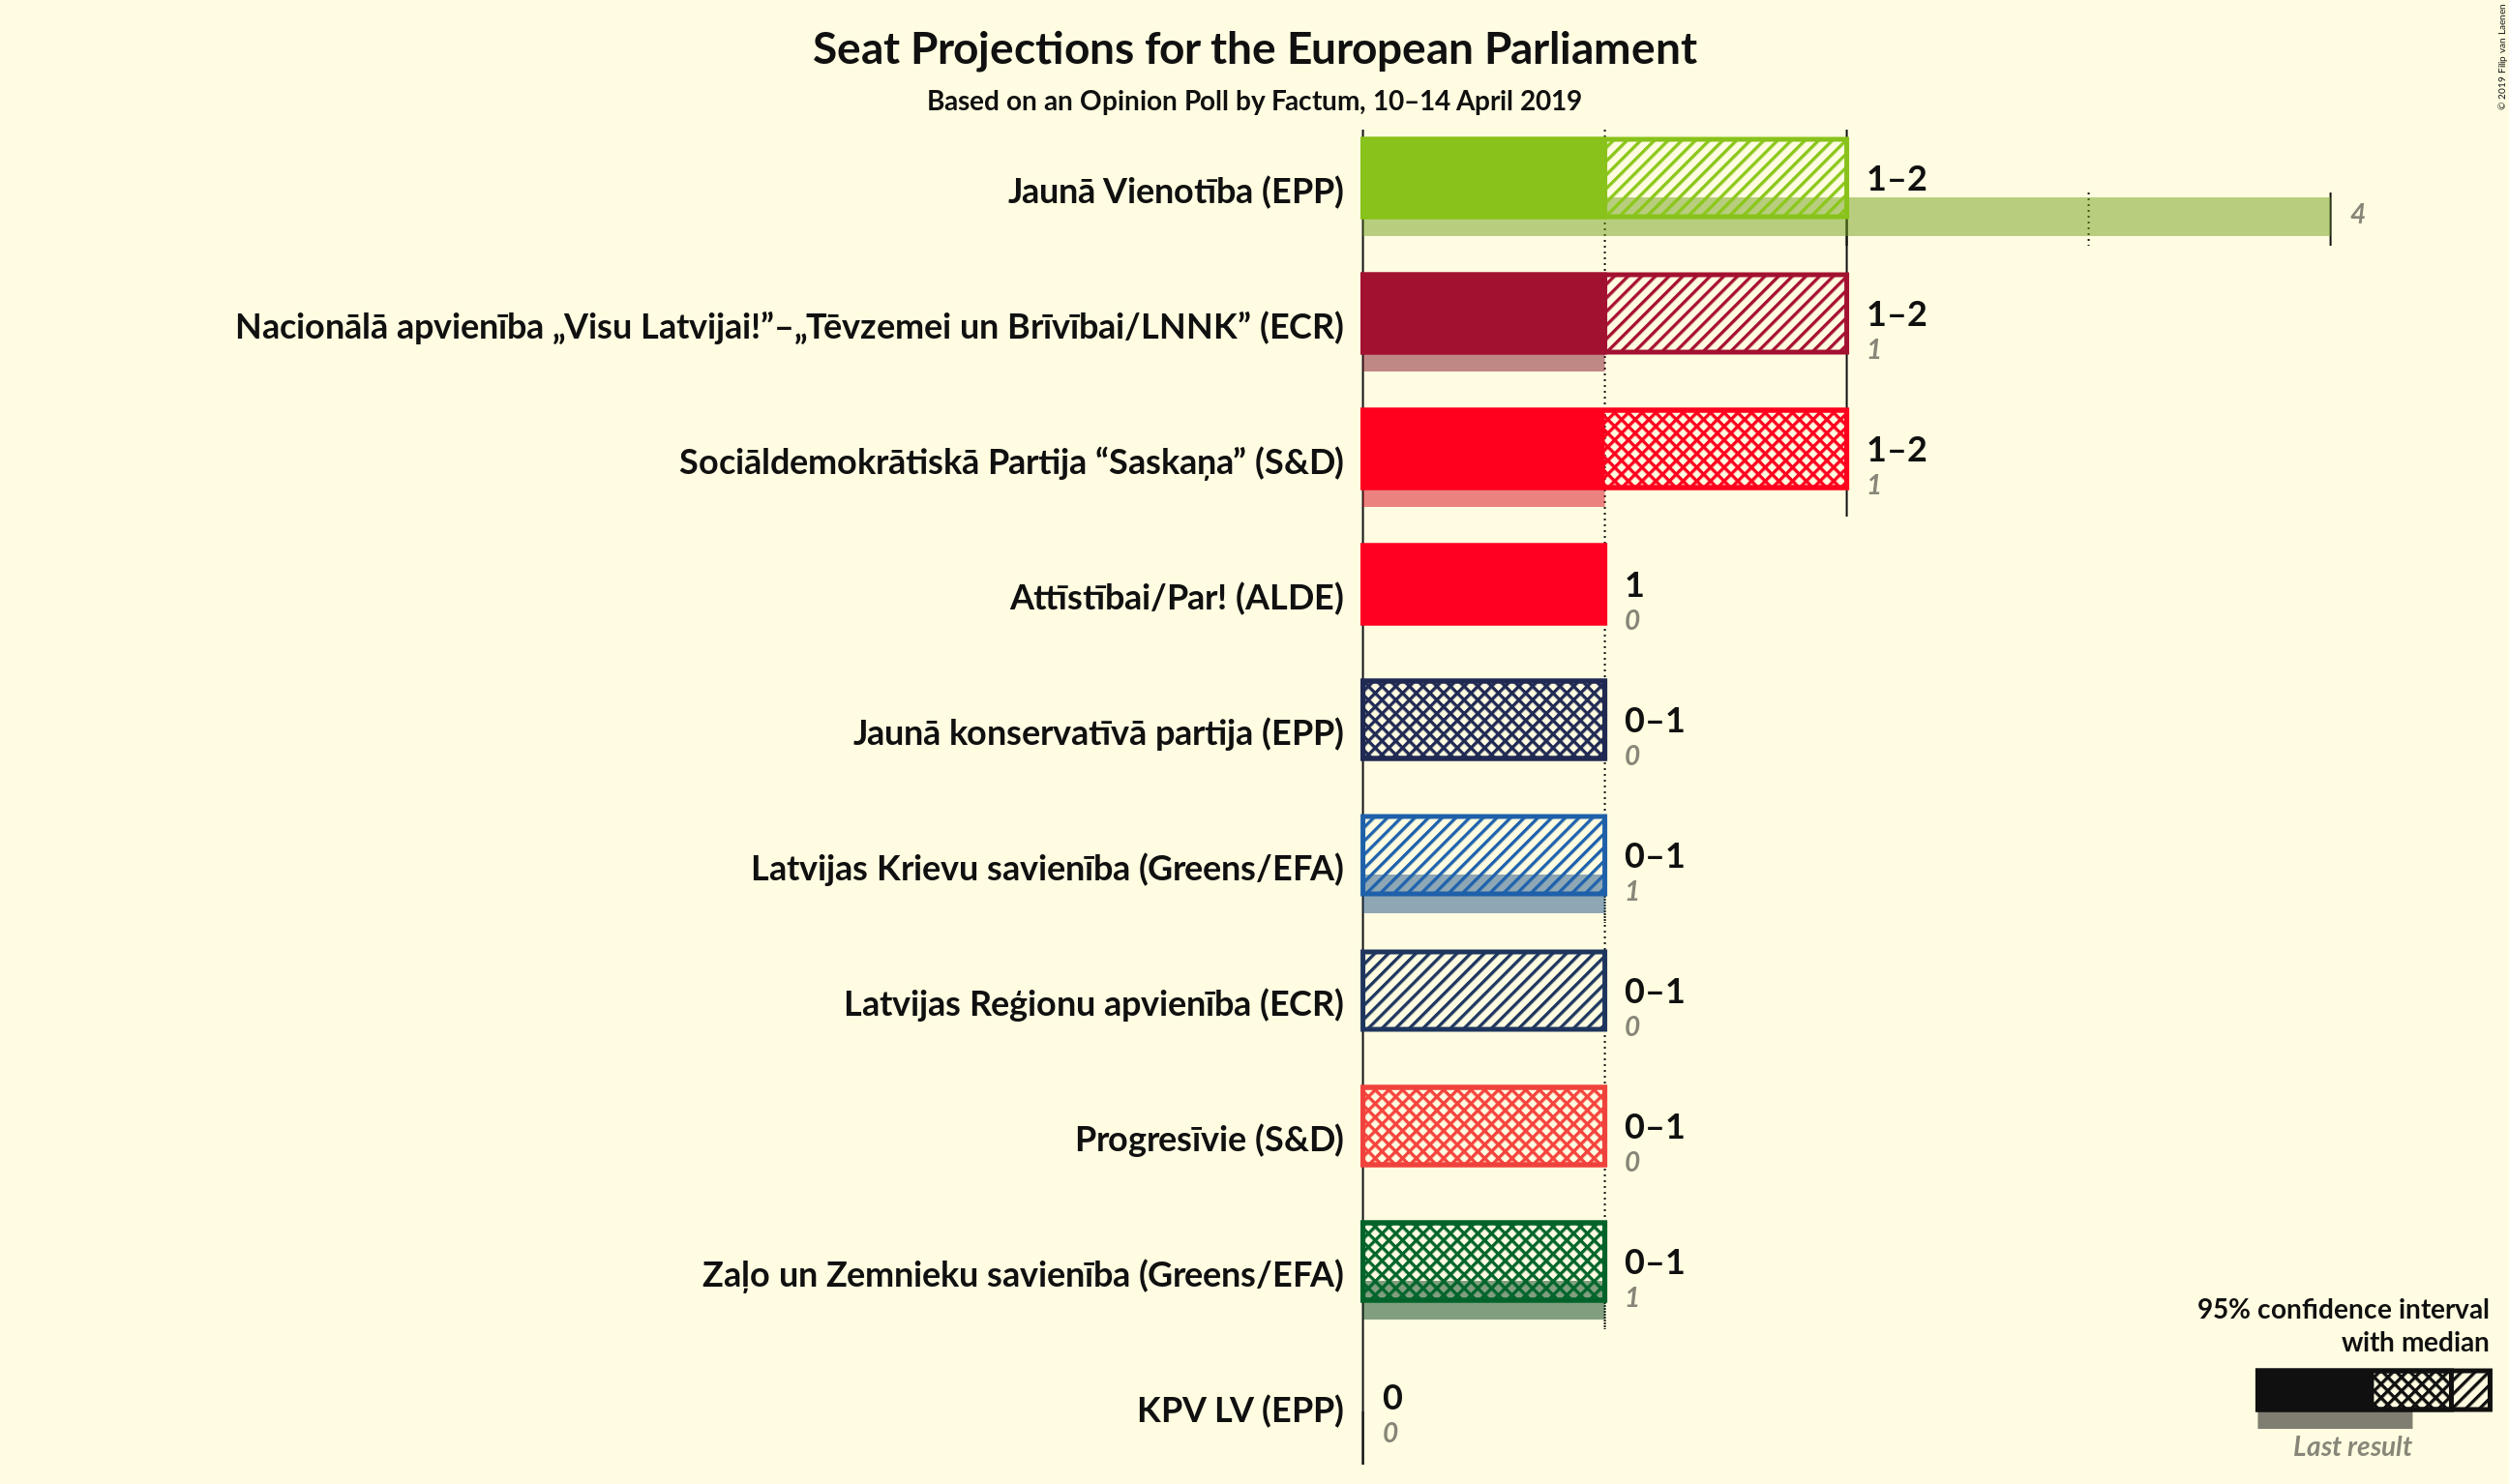 Seat Projections for the European Parliament
Based on an Opinion Poll by Factum, 10–14 April 2019
© 2019 Filip van Laenen
Jaunā Vienotība (EPP)
1–2
4
Nacionālā apvienība „Visu Latvijai!”–„Tēvzemei un Brīvībai/LNNK” (ECR)
1–2
1
Sociāldemokrātiskā Partija “Saskaņa” (S&D)
1–2
1
Attīstībai/Par! (ALDE)
1
0
Jaunā konservatīvā partija (EPP)
0–1
0
Latvijas Krievu savienība (Greens/EFA)
0–1
1
Latvijas Reģionu apvienība (ECR)
0–1
0
Progresīvie (S&D)
0–1
0
Zaļo un Zemnieku savienība (Greens/EFA)
0–1
1
KPV LV (EPP)
0
0
95% confidence interval
with median
Last result